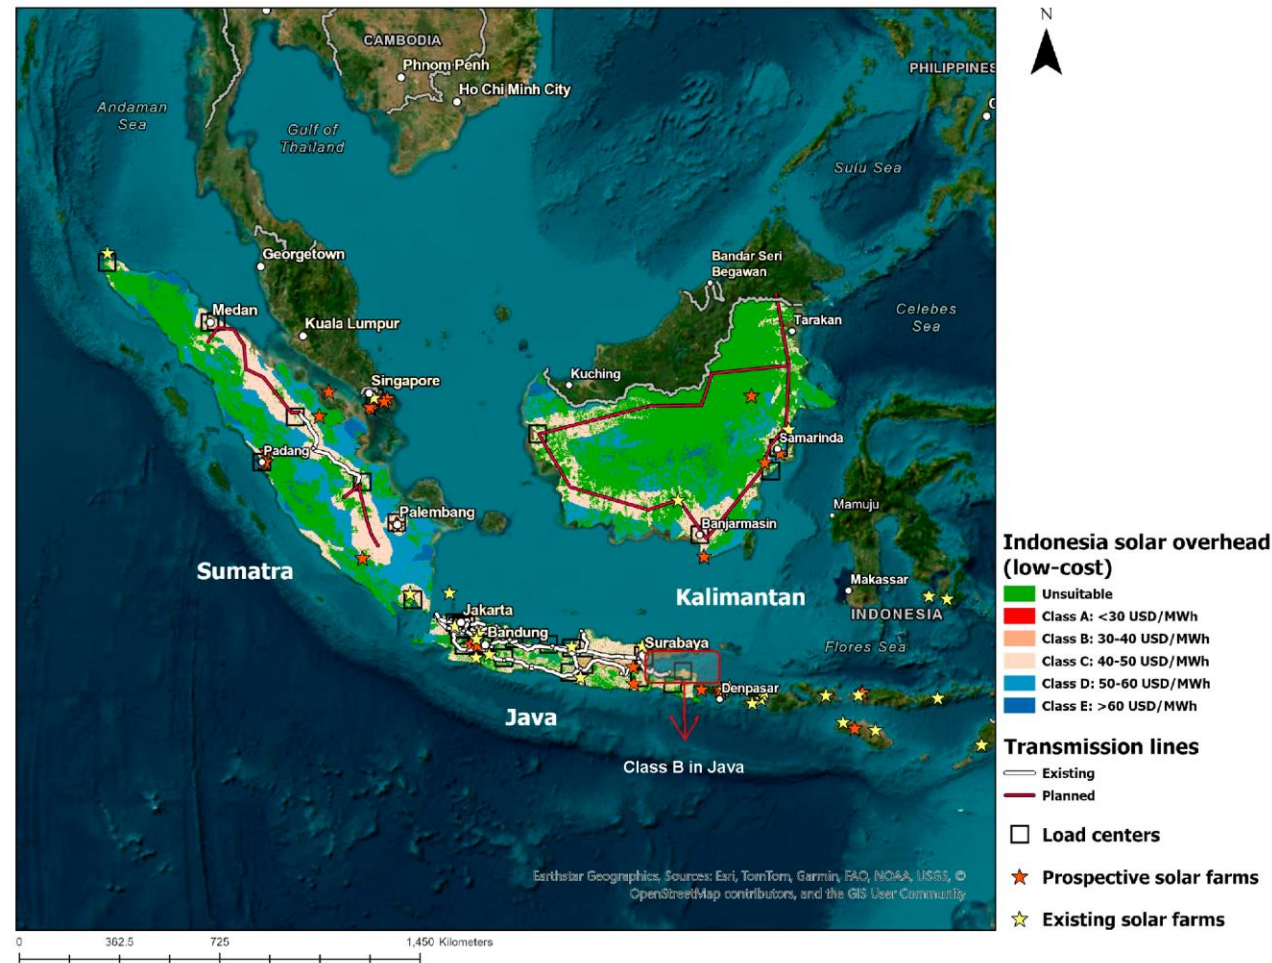 N
CAMBODIA
Phnom Penh
Ho Chi Minh City
PHILIPPINES
Andaman
Sea
Gulf of
Thailand
Sulu Sea
Georgetown
Bandar Seri
Begawan
Medan
Kuala Lumpur
Celebes
Sea
Tarakan
Kuching
Singapore
Samarinda
Padang
Palembang
Banjarmasin
Mamuju
Sumatra
Kalimantan
Makassar
INDONESIA
Jakarta
Bandung
Surabaya
Flores Sea
Denpasar
Java
Class B in Java
Earthstar Geographics, Sources: Esri, TomTom, Garmin, FAO, NOAA, USGS, ©
OpenStreetMap contributors, and the GIS User Community
0 362.5 725 1,450 Kilometers
Indonesia solar overhead
(low-cost)
Unsuitable
Class A: <30 USD/MWh
Class B: 30-40 USD/MWh
Class C: 40-50 USD/MWh
Class D: 50-60 USD/MWh
Class E: >60 USD/MWh
Transmission lines
Existing
Planned
Load centers
Prospective solar farms
Existing solar farms